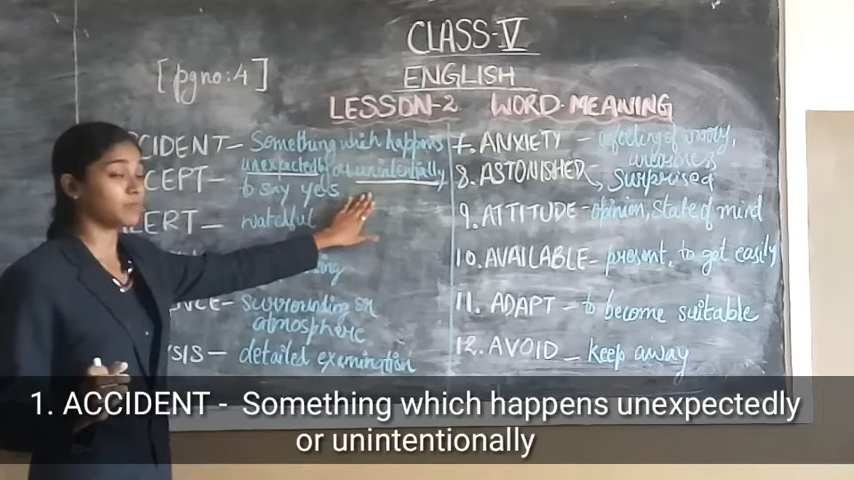 CLASS-V
[pg no: 4]
ENGLISH
LESSON-2 WORD-MEANING
CCIDENT- Something which happens
unexpectedly or unintentionally
CEPT- to say yes
LERT- watchful
NCE- surrounding or
atmosphere
YSIS- detailed examination
7. ANXIETY - a feeling of worry,
uneasiness
8. ASTONISHED- Surprised
9. ATTITUDE- opinion, State of mind
10. AVAILABLE- present, to get easily
11. ADAPT - to become suitable
12. AVOID - keep away
1. ACCIDENT - Something which happens unexpectedly
or unintentionally